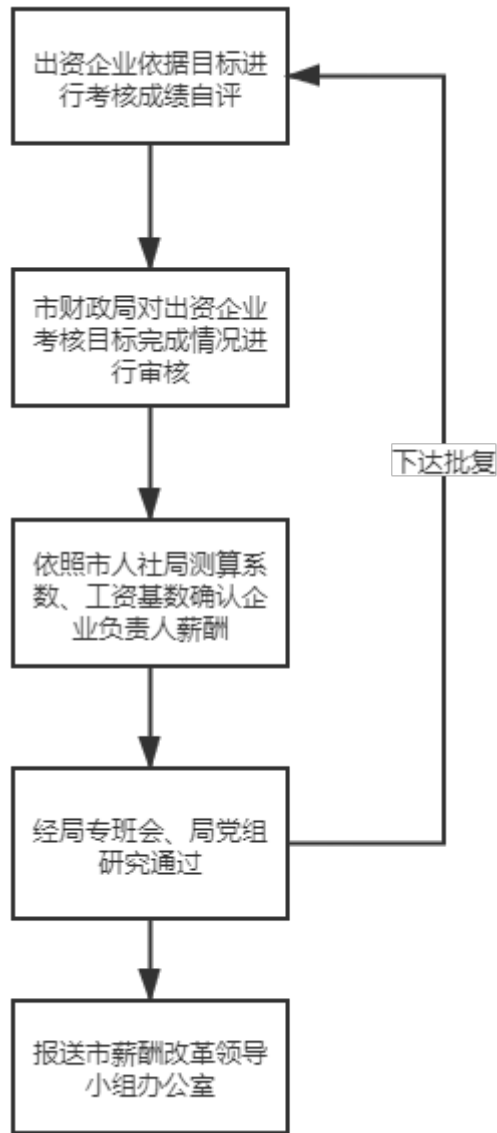 出资企业依据目标进
行考核成绩自评
市财政局对出资企业
考核目标完成情况进
行审核
下达批复
依照市人社局测算系
数、工资基数确认企
业负责人薪酬
经局专班会、局党组
研究通过
报送市薪酬改革领导
小组办公室